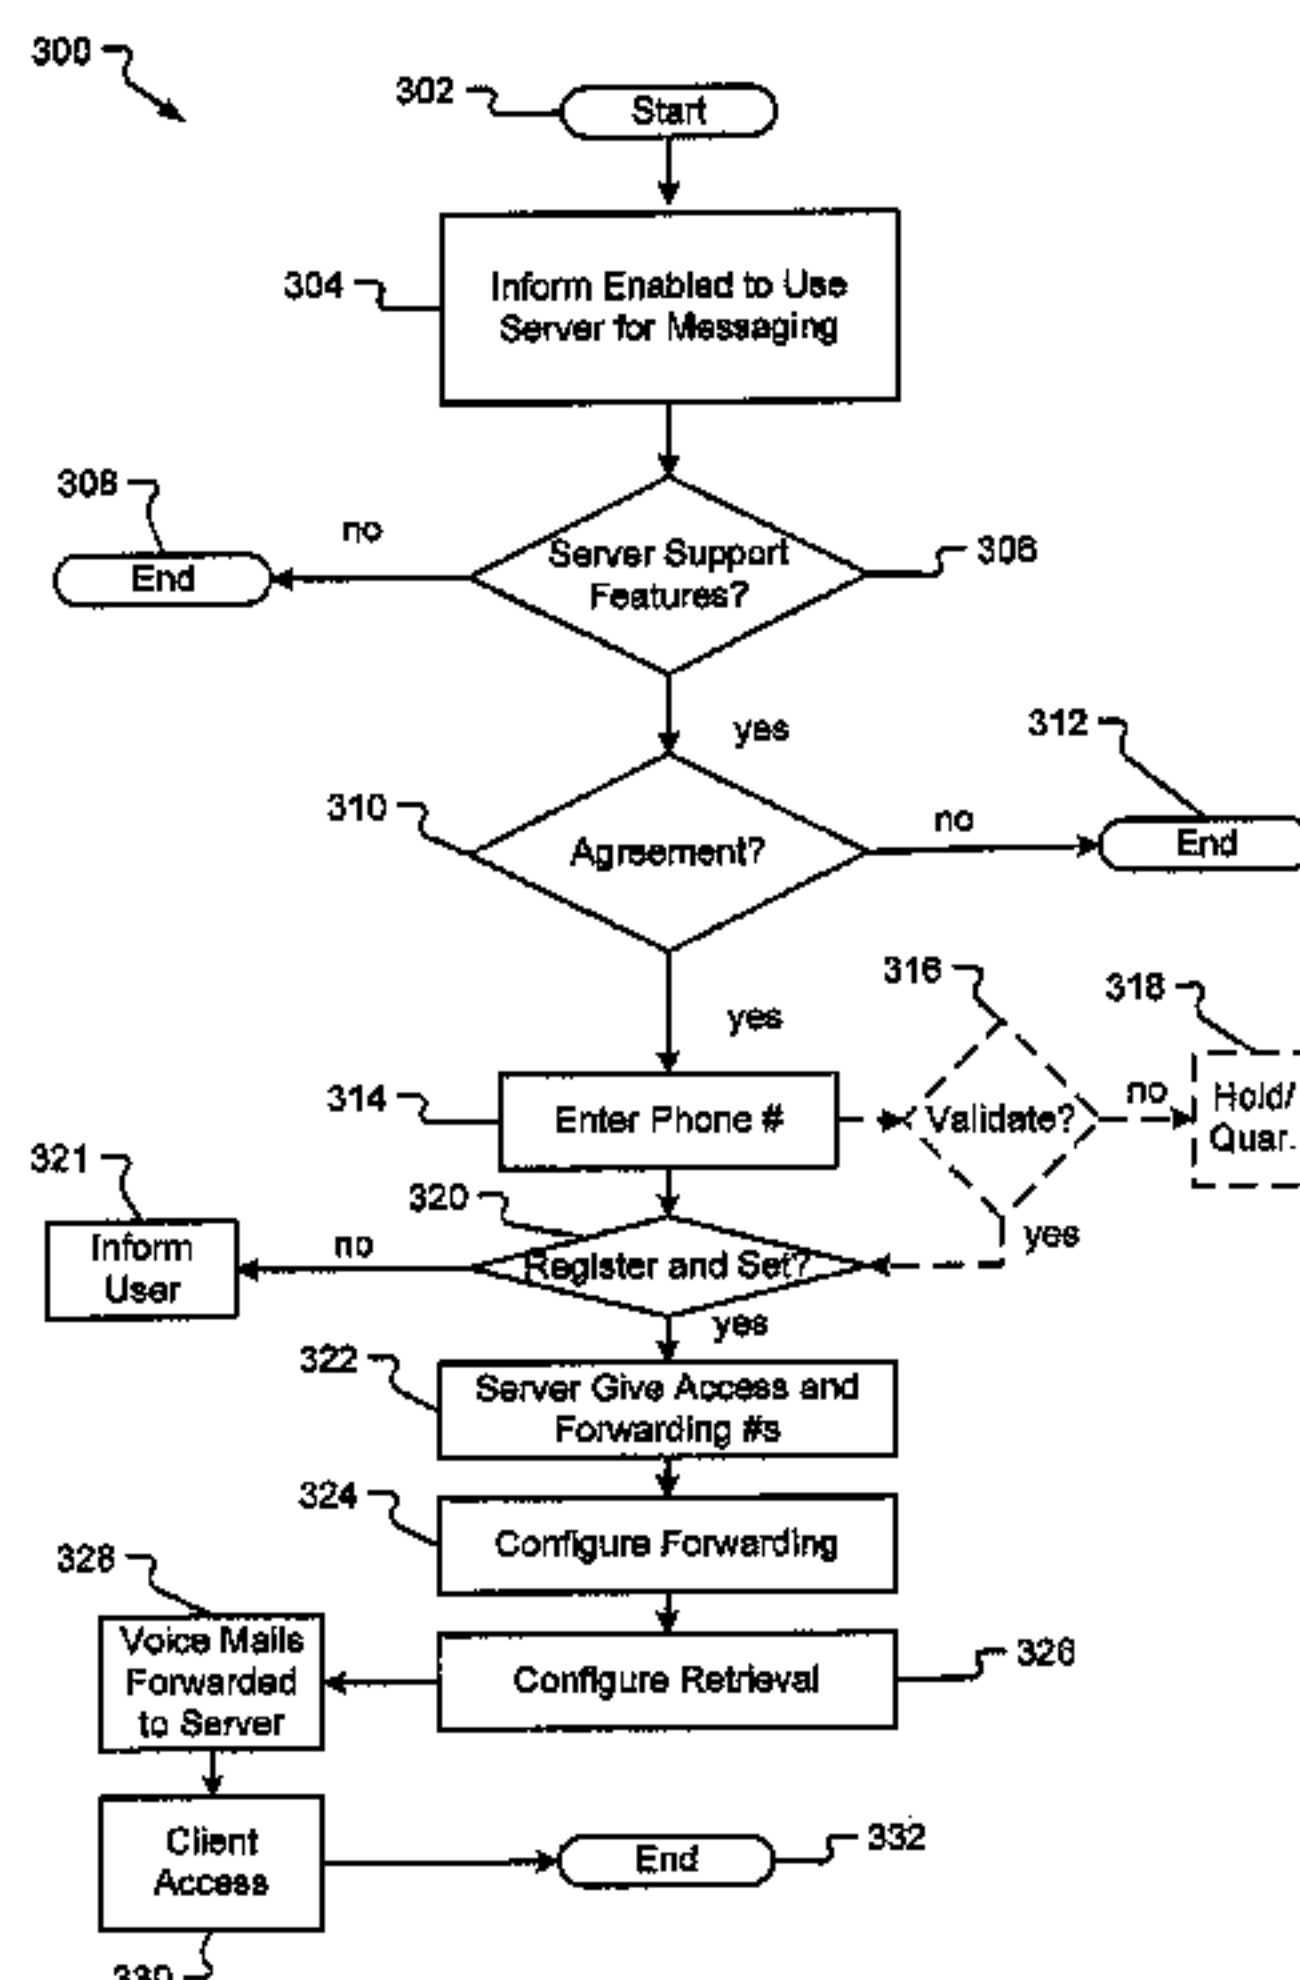 300
302
Start
304
Inform Enabled to Use
Server for Messaging
308
no
End
Server Support
Features?
306
yes
312
310
Agreement?
no
End
316
318
yes
314
Enter Phone #
Validate?
no
Hold/
Quar.
321
320
yes
Inform
User
no
Register and Set?
yes
322
Server Give Access and
Forwarding #s
324
Configure Forwarding
328
Voice Mails
Forwarded
to Server
Configure Retrieval
326
Client
Access
End
332
330